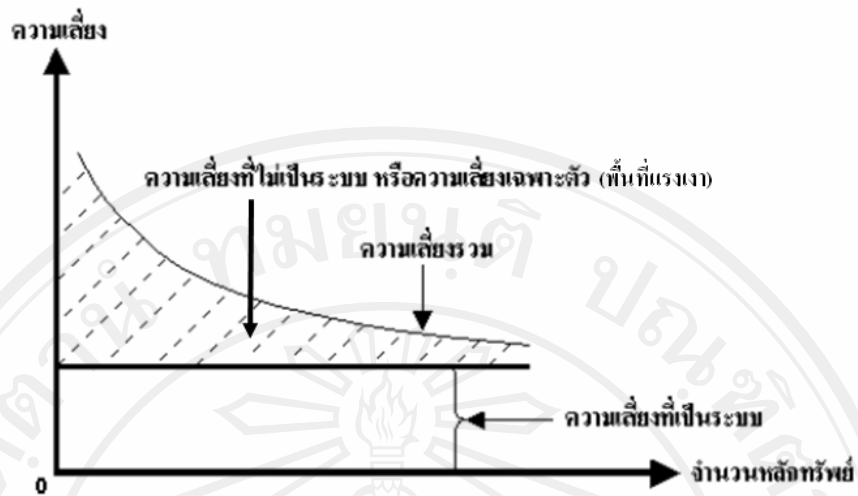 ความเสี่ยง
ความเสี่ยงที่ไม่เป็นระบบ หรือความเสี่ยงเฉพาะตัว (พื้นที่แรงเงา)
ความเสี่ยงรวม
ความเสี่ยงที่เป็นระบบ
จำนวนหลักทรัพย์
0